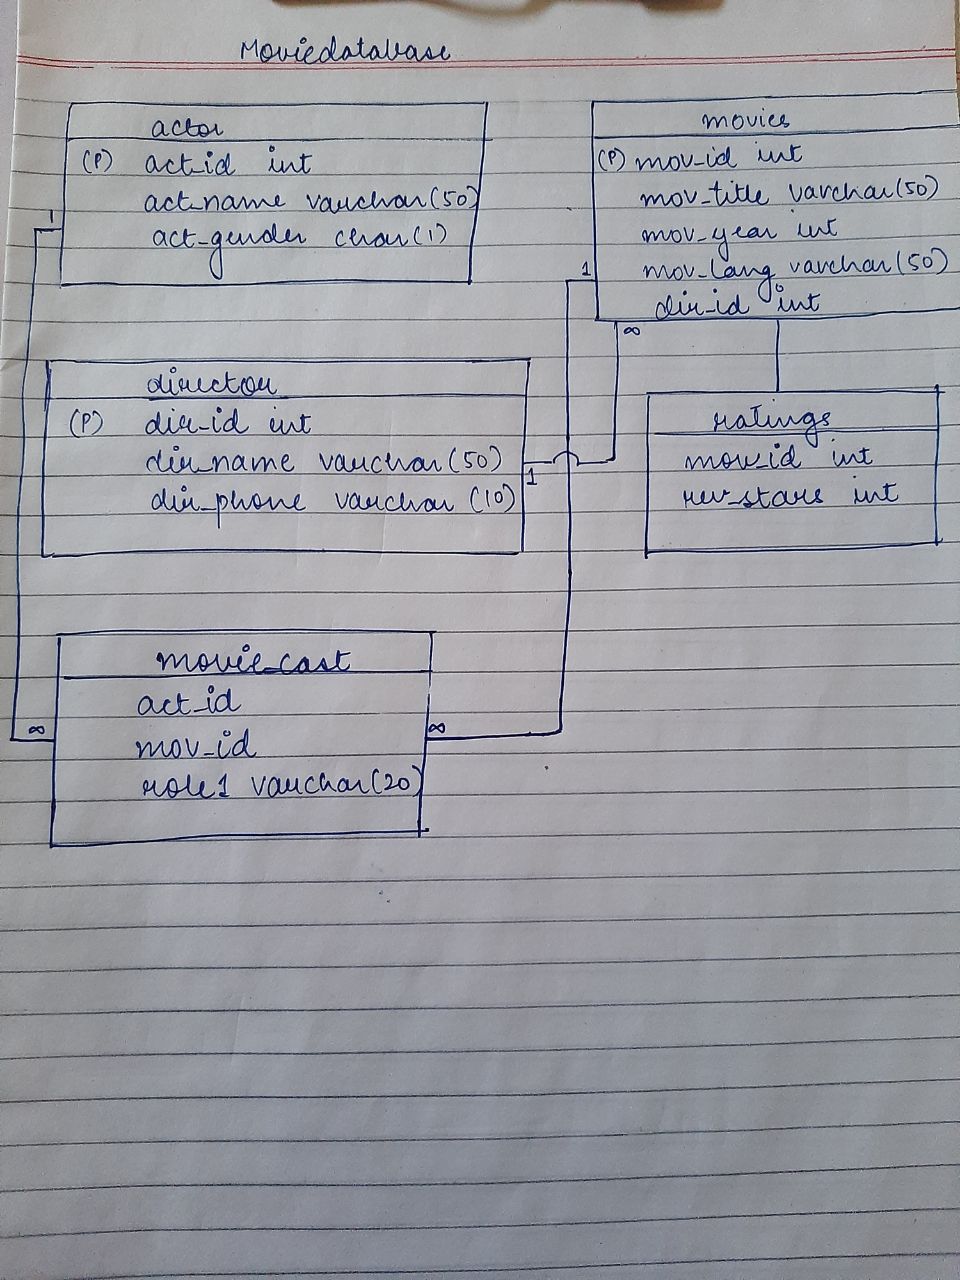 Moviedatabase
actor
(P) act_id int
act_name varchar(50)
act_gender char(1)
1
movies
(P) mov_id int
mov_title varchar(50)
mov_year int
mov_lang varchar(50)
dir_id int
1
∞
director
(P) dir_id int
dir_name varchar(50)
dir_phone varchar (10)
1
ratings
mov_id int
rev_stars int
movie_cast
act_id
mov_id
role1 varchar(20)
∞
∞